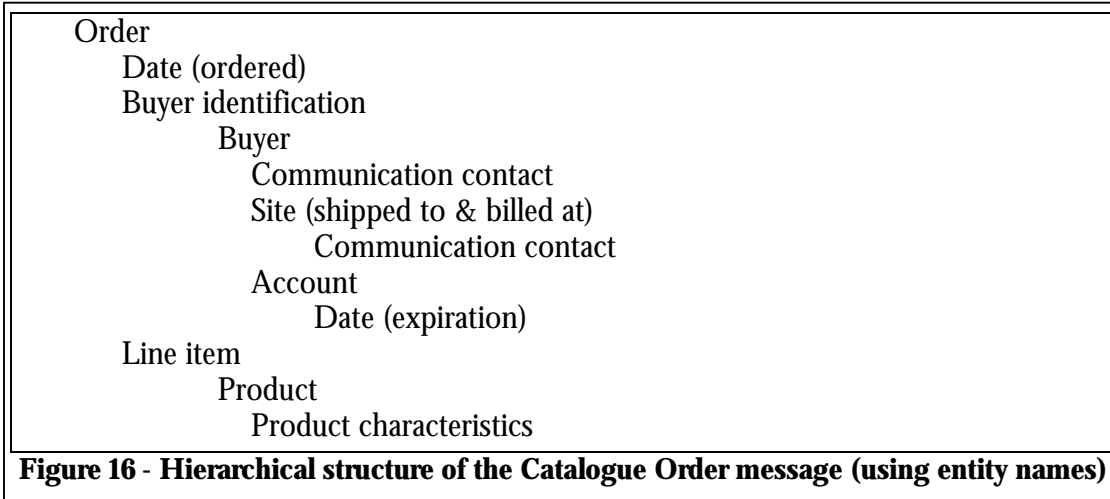 Order
Date (ordered)
Buyer identification
Buyer
Communication contact
Site (shipped to & billed at)
Communication contact
Account
Date (expiration)
Line item
Product
Product characteristics
Figure 16 - Hierarchical structure of the Catalogue Order message (using entity names)